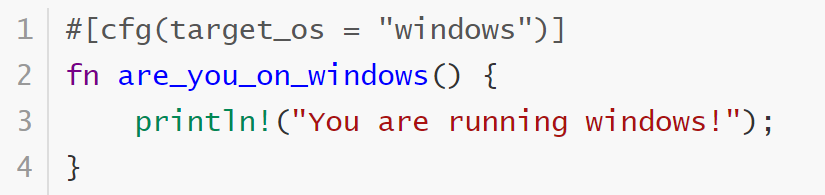 1 #[cfg(target_os = "windows")]
2 fn are_you_on_windows() {
3     println!("You are running windows!");
4 }